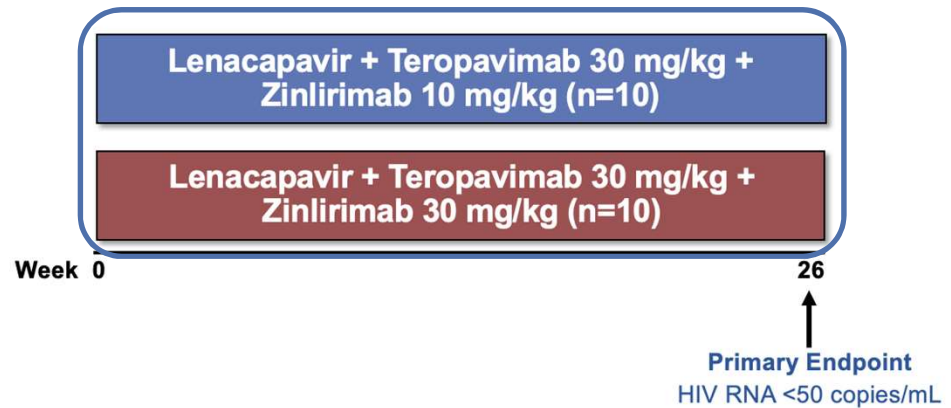 Lenacapavir + Teropavimab 30 mg/kg +
Zinlirimab 10 mg/kg (n=10)
Lenacapavir + Teropavimab 30 mg/kg +
Zinlirimab 30 mg/kg (n=10)
Week 0 26
Primary Endpoint
HIV RNA <50 copies/mL